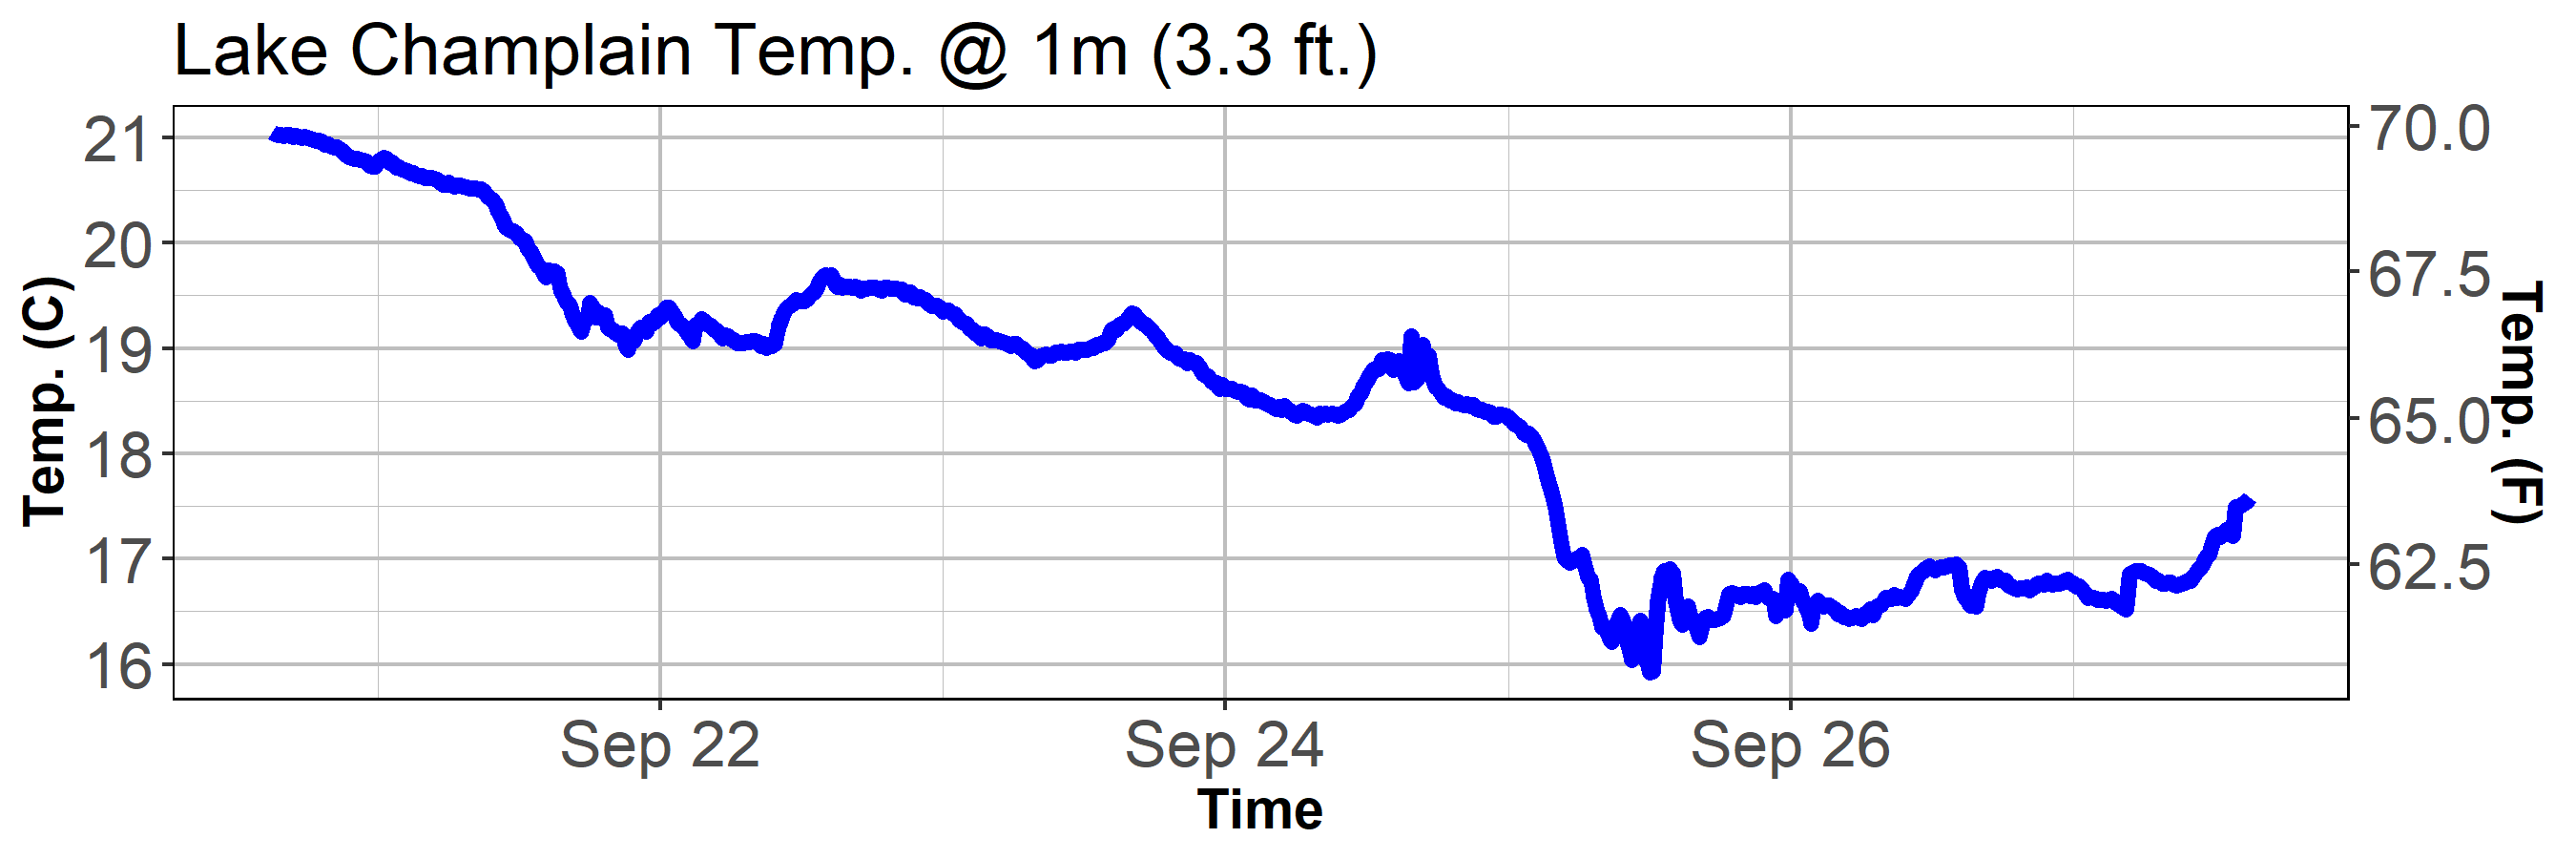 Lake Champlain Temp. @ 1m (3.3 ft.)
21
20
19
18
17
16
Temp. (C)
70.0
67.5
65.0
62.5
Temp. (F)
Sep 22
Sep 24
Sep 26
Time